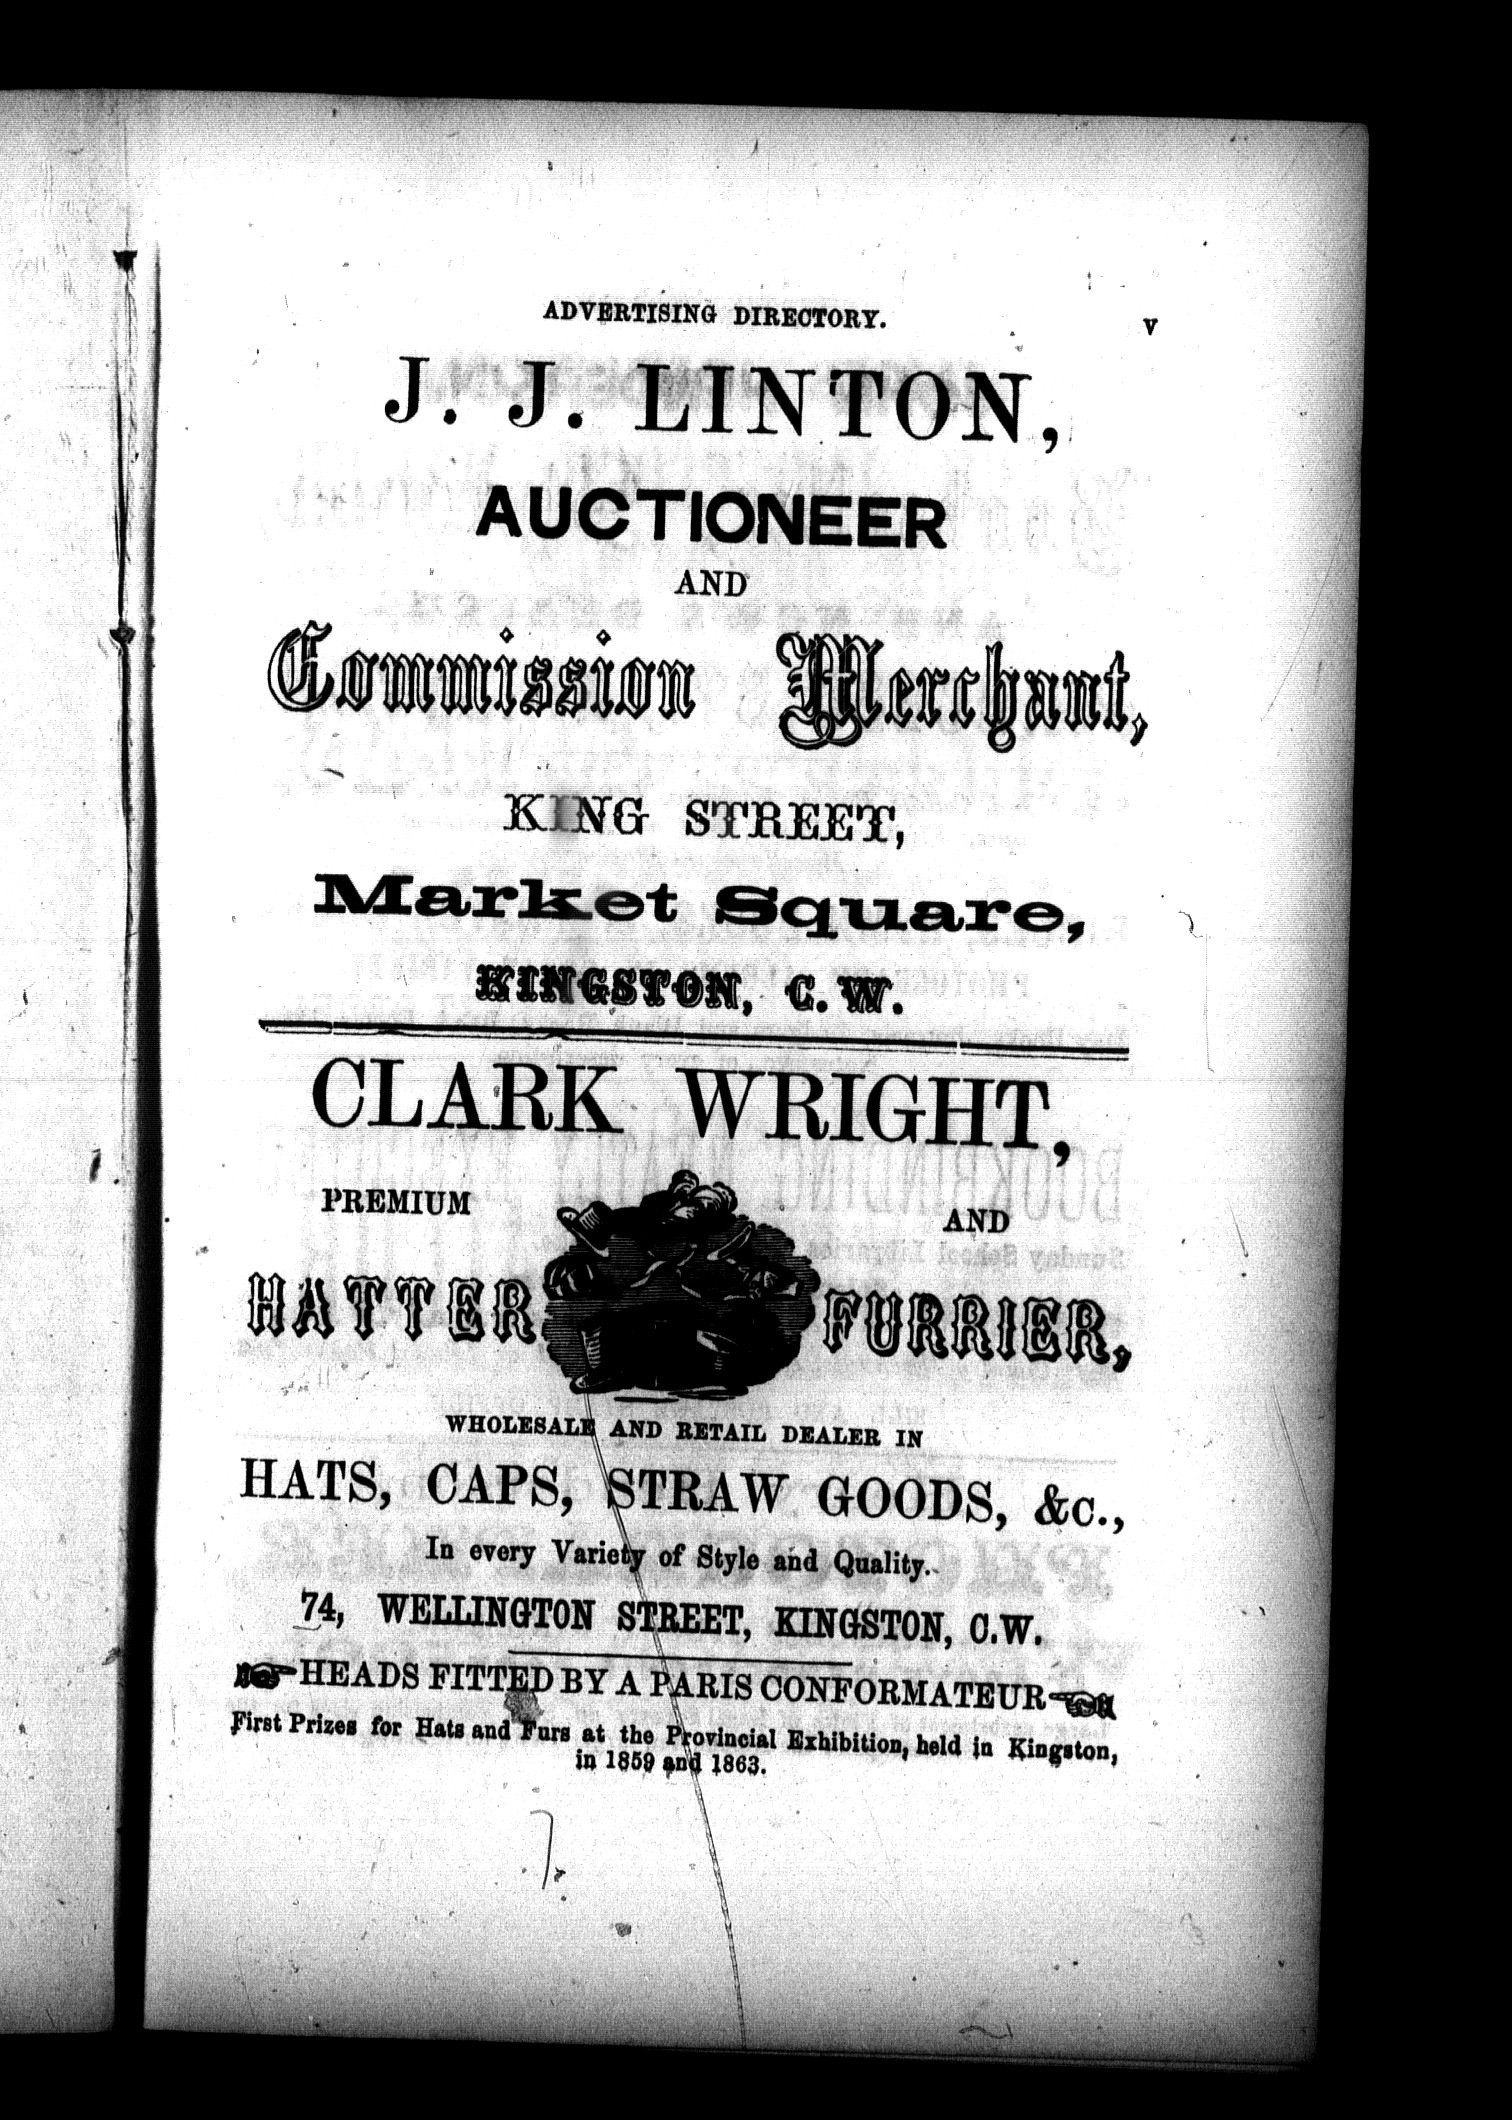 ADVERTISING DIRECTORY. v
J. J. LINTON,
AUCTIONEER
AND
Commission Merchant,
KING STREET,
Market Square,
KINGSTON, C. W.
CLARK WRIGHT,
PREMIUM AND
HATTER FURRIER,
WHOLESALE AND RETAIL DEALER IN
HATS, CAPS, STRAW GOODS, &c.,
In every Variety of Style and Quality.
74, WELLINGTON STREET, KINGSTON, C.W.
HEADS FITTED BY A PARIS CONFORMATEUR
First Prizes for Hats and Furs at the Provincial Exhibition, held in Kingston,
in 1859 and 1863.